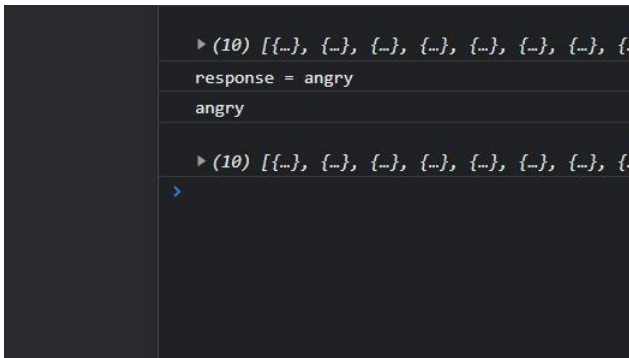 (10) [{…}, {…}, {…}, {…}, {…}, {…}, {…}, {…
response = angry
angry
(10) [{…}, {…}, {…}, {…}, {…}, {…}, {…}, {…
>